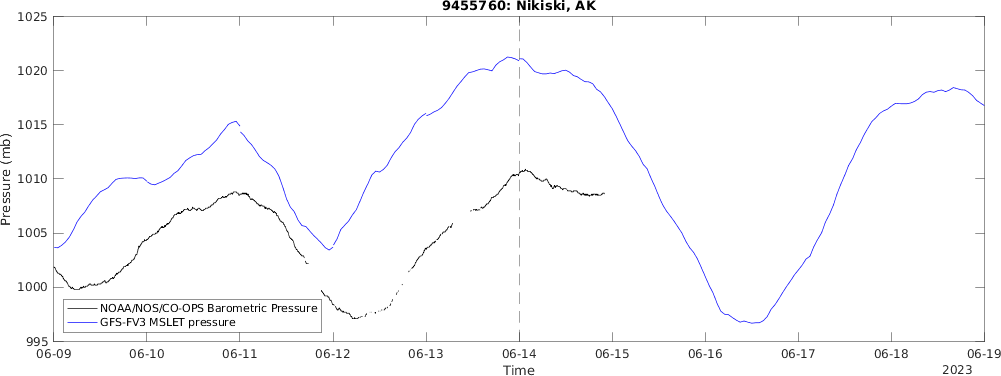 9455760: Nikiski, AK
1025
1020
1015
1010
1005
1000
995
Pressure (mb)
NOAA/NOS/CO-OPS Barometric Pressure
GFS-FV3 MSLET pressure
06-09 06-10 06-11 06-12 06-13 06-14 06-15 06-16 06-17 06-18 06-19
Time
2023